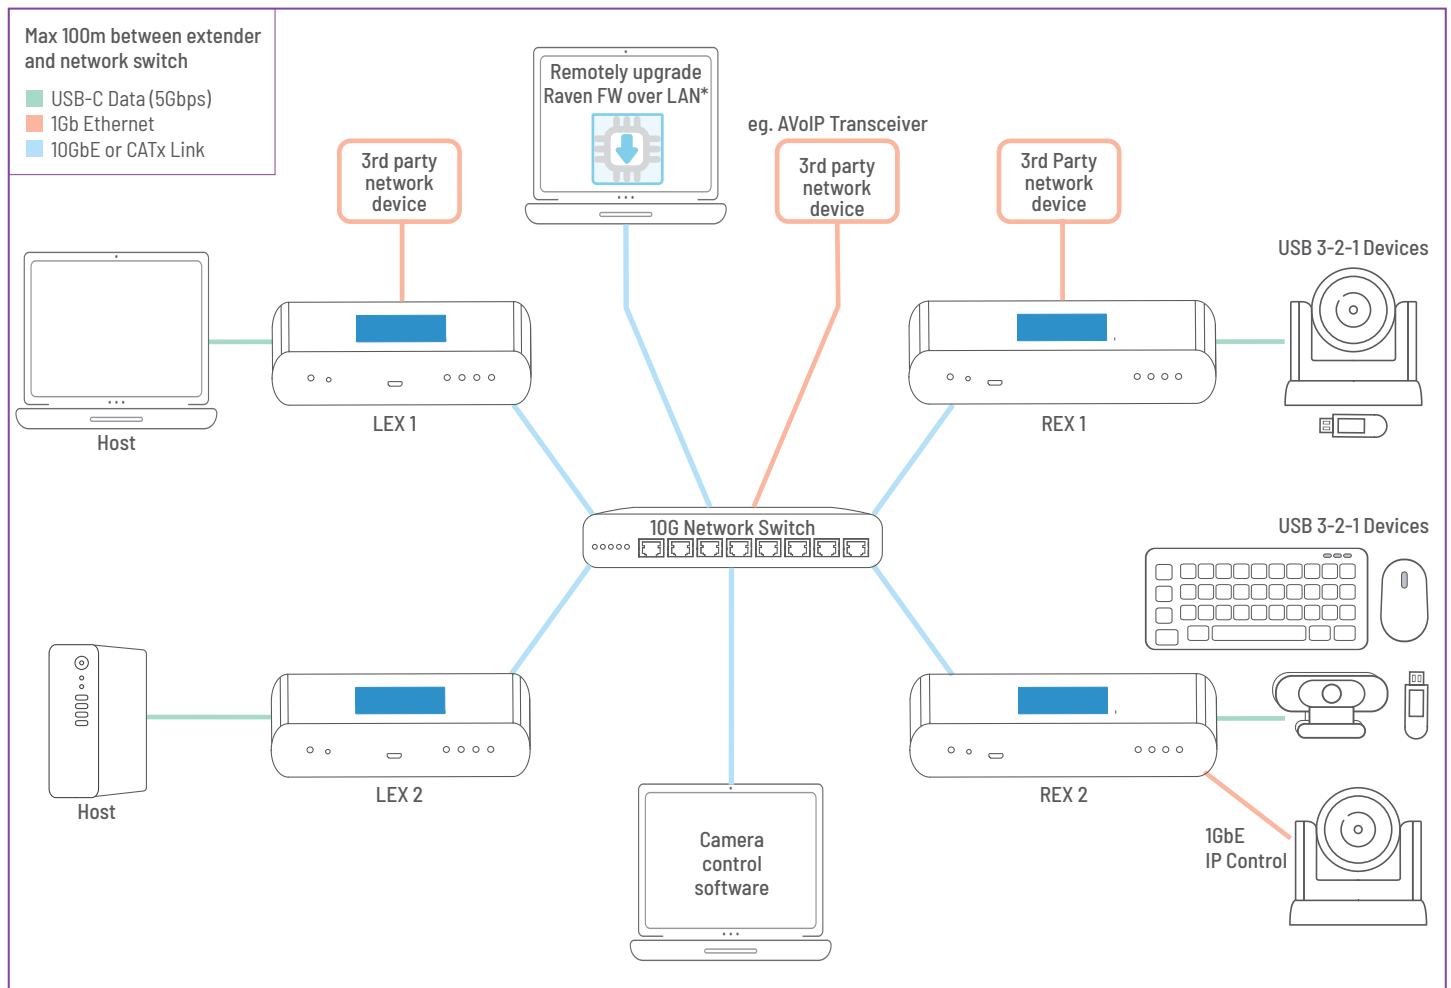 Max 100m between extender
and network switch
USB-C Data (5Gbps)
1Gb Ethernet
10GbE or CATx Link
Remotely upgrade
Raven FW over LAN*
eg. AVoIP Transceiver
3rd party
network
device
3rd party
network
device
3rd Party
network
device
USB 3-2-1 Devices
Host
LEX 1
REX 1
10G Network Switch
USB 3-2-1 Devices
Host
LEX 2
REX 2
Camera
control
software
1GbE
IP Control